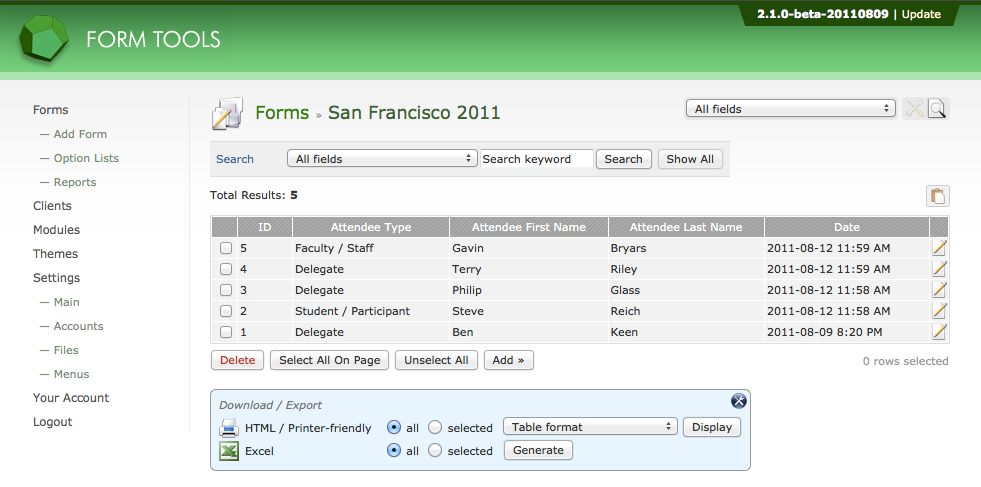 2.1.0-beta-20110809 | Update
FORM TOOLS
Forms
— Add Form
— Option Lists
— Reports
Clients
Modules
Themes
Settings
— Main
— Accounts
— Files
— Menus
Your Account
Logout
Forms » San Francisco 2011
All fields
Search All fields Search keyword Search Show All
Total Results: 5
ID Attendee Type Attendee First Name Attendee Last Name Date
5 Faculty / Staff Gavin Bryars 2011-08-12 11:59 AM
4 Delegate Terry Riley 2011-08-12 11:59 AM
3 Delegate Philip Glass 2011-08-12 11:58 AM
2 Student / Participant Steve Reich 2011-08-12 11:58 AM
1 Delegate Ben Keen 2011-08-09 8:20 PM
Delete Select All On Page Unselect All Add » 0 rows selected
Download / Export
HTML / Printer-friendly all selected Table format Display
Excel all selected Generate